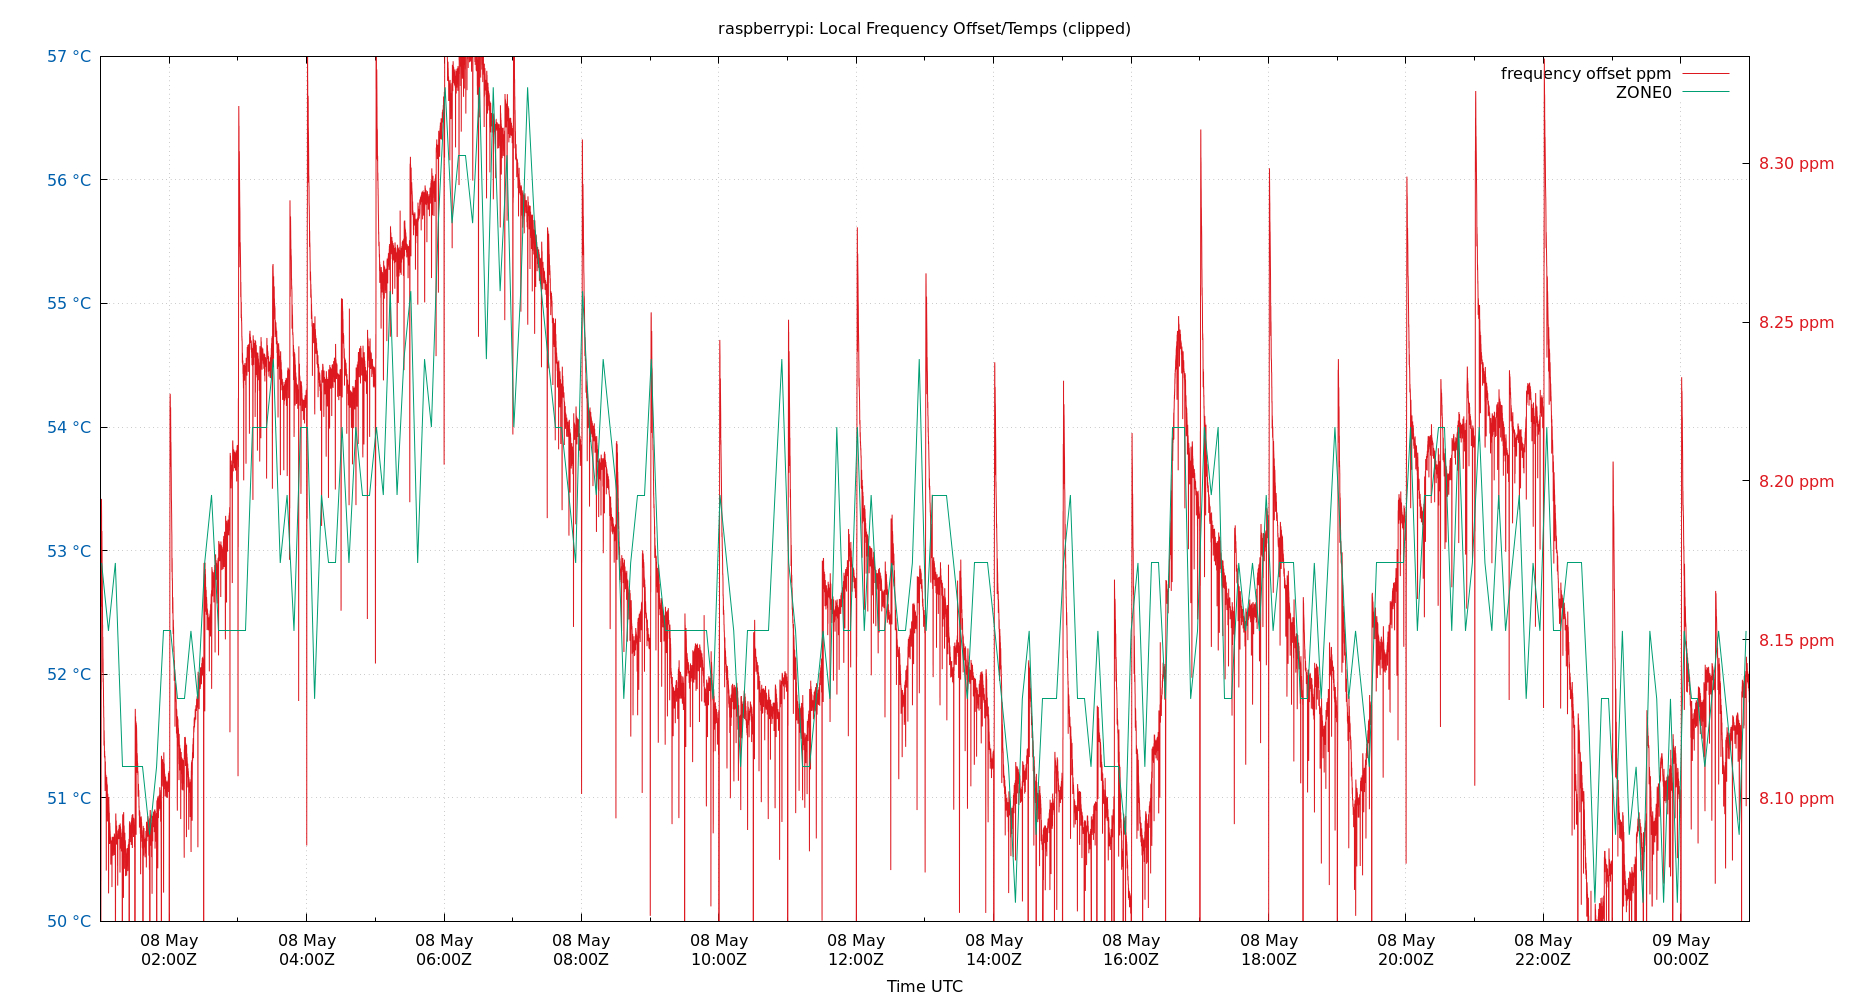 raspberrypi: Local Frequency Offset/Temps (clipped)
57 °C
frequency offset ppm
ZONE0
56 °C
8.30 ppm
55 °C
8.25 ppm
54 °C
8.20 ppm
53 °C
52 °C
8.15 ppm
51 °C
8.10 ppm
50 °C
08 May 08 May 08 May 08 May 08 May 08 May 08 May 08 May 08 May 08 May 08 May 09 May
02:00Z 04:00Z 06:00Z 08:00Z 10:00Z 12:00Z 14:00Z 16:00Z 18:00Z 20:00Z 22:00Z 00:00Z
Time UTC